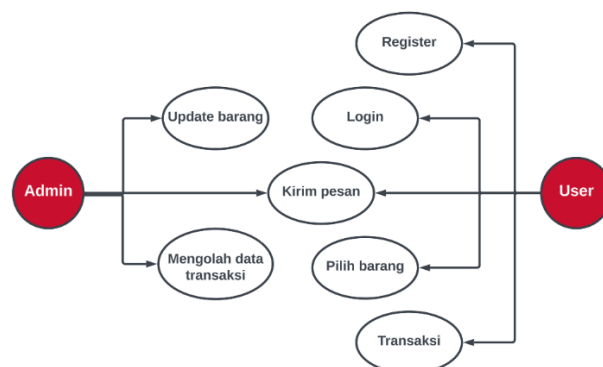 Register
Update barang
Login
Admin
Kirim pesan
User
Mengolah data
transaksi
Pilih barang
Transaksi